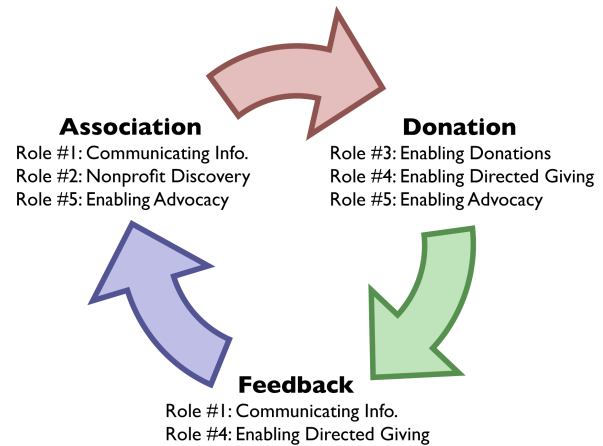 Association
Role #1: Communicating Info.
Role #2: Nonprofit Discovery
Role #5: Enabling Advocacy
Donation
Role #3: Enabling Donations
Role #4: Enabling Directed Giving
Role #5: Enabling Advocacy
Feedback
Role #1: Communicating Info.
Role #4: Enabling Directed Giving